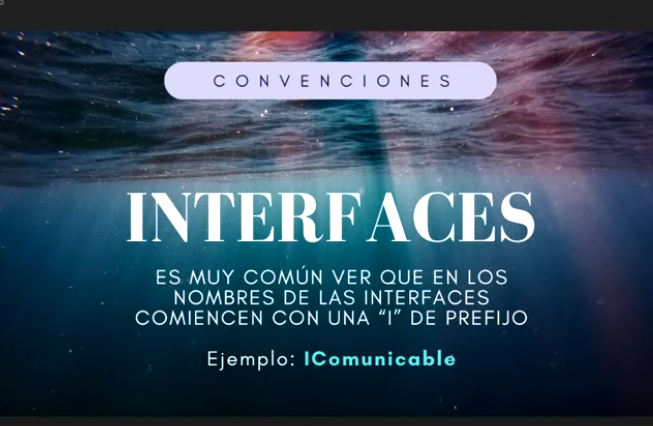 CONVENCIONES
INTERFACES
ES MUY COMÚN VER QUE EN LOS
NOMBRES DE LAS INTERFACES
COMIENCEN CON UNA “I” DE PREFIJO
Ejemplo: IComunicable